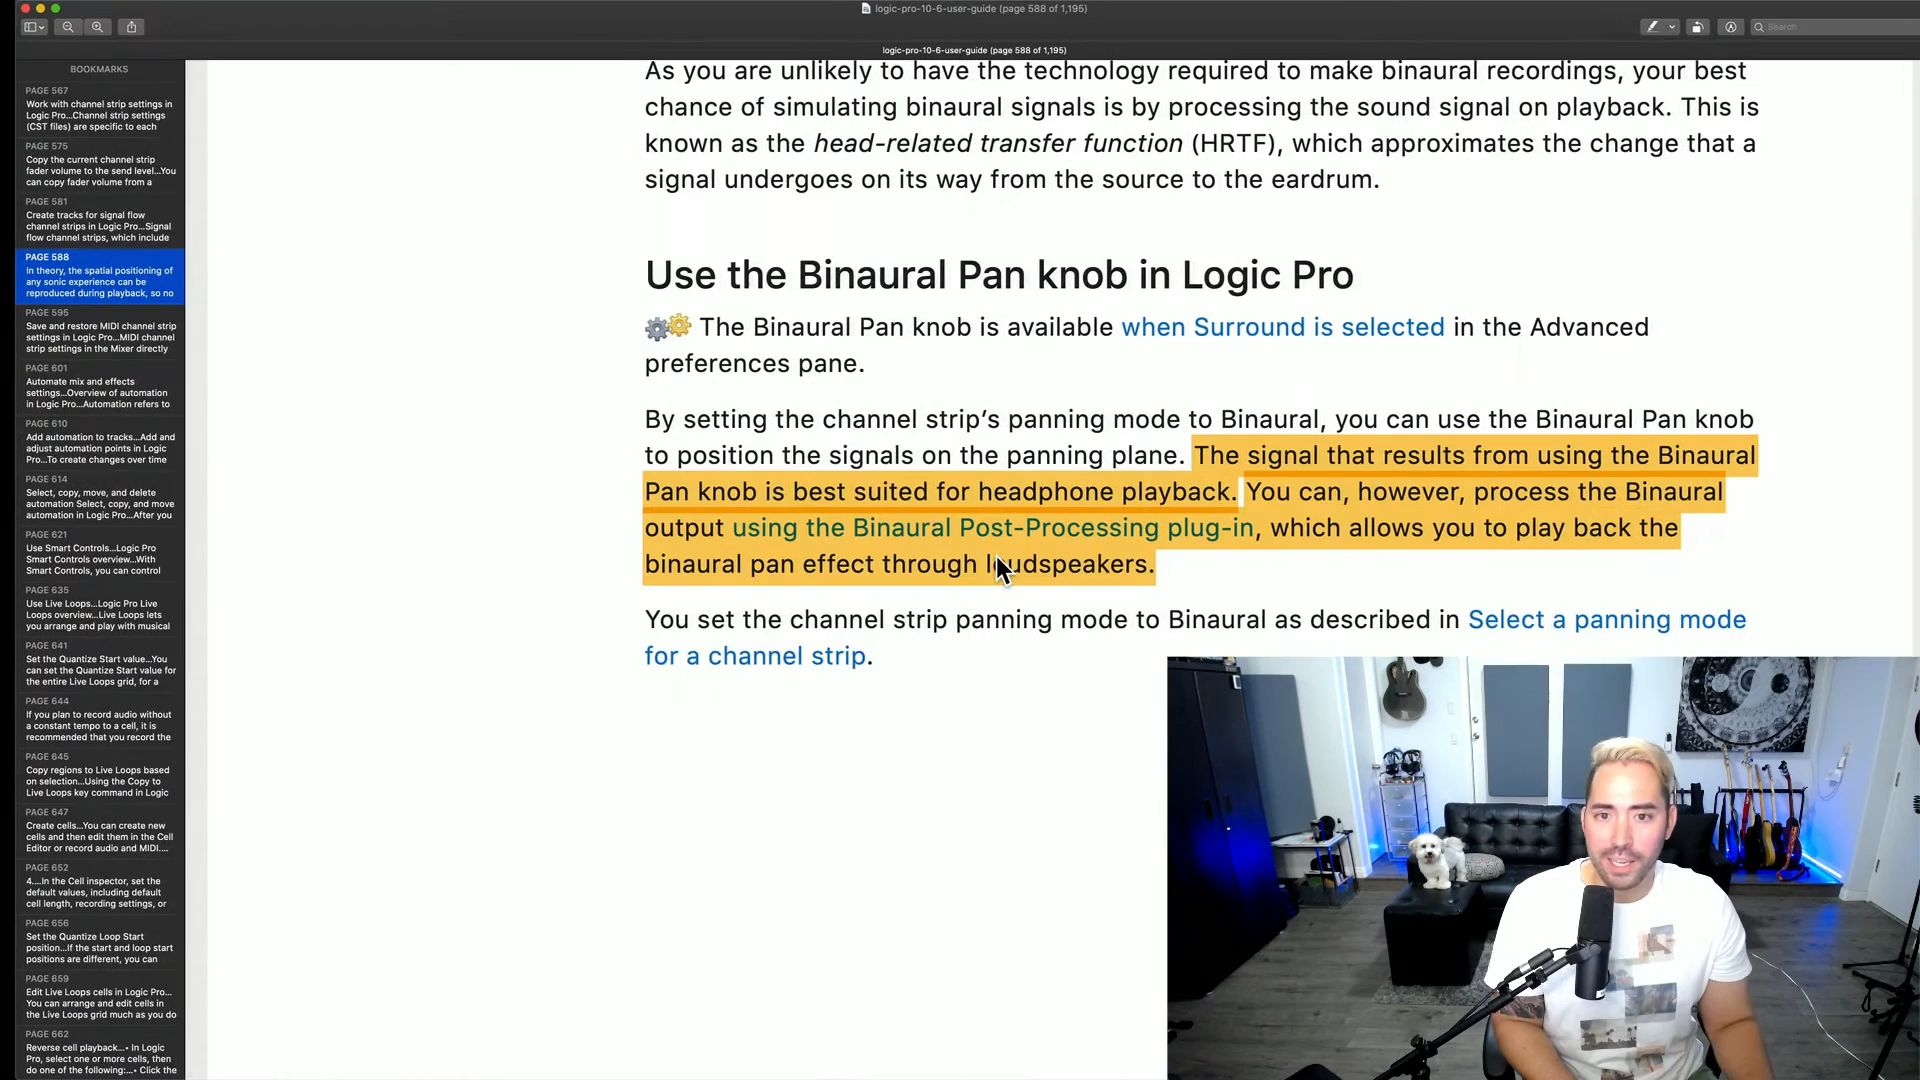 logic-pro-10-6-user-guide (page 588 of 1,195)
Search
logic-pro-10-6-user-guide (page 588 of 1,195)
BOOKMARKS
PAGE 567
Work with channel strip settings in
Logic Pro...Channel strip settings
(CST files) are specific to each
PAGE 575
Copy the current channel strip
fader volume to the send level...You
can copy fader volume from a
PAGE 581
Create tracks for signal flow
channel strips in Logic Pro...Signal
flow channel strips, which include
PAGE 588
In theory, the spatial positioning of
any sonic experience can be
reproduced during playback, so no
PAGE 595
Save and restore MIDI channel strip
settings in Logic Pro...MIDI channel
strip settings in the Mixer directly
PAGE 601
Automate mix and effects
settings...Overview of automation
in Logic Pro...Automation refers to
PAGE 610
Add automation to tracks...Add and
adjust automation points in Logic
Pro...To create changes over time
PAGE 614
Select, copy, move, and delete
automation Select, copy, and move
automation in Logic Pro...After you
PAGE 621
Use Smart Controls...Logic Pro
Smart Controls overview...With
Smart Controls, you can control
PAGE 635
Use Live Loops...Logic Pro Live
Loops overview...Live Loops lets
you arrange and play with musical
PAGE 641
Set the Quantize Start value...You
can set the Quantize Start value for
the entire Live Loops grid, for a
PAGE 644
If you plan to record audio without
a constant tempo to a cell, it is
recommended that you record the
PAGE 645
Copy regions to Live Loops based
on selection...Using the Copy to
Live Loops key command in Logic
PAGE 647
Create cells...You can create new
cells and then edit them in the Cell
Editor or record audio and MIDI....
PAGE 652
4....In the Cell inspector, set the
default values, including default
cell length, recording settings, or
PAGE 656
Set the Quantize Loop Start
position...If the start and loop start
positions are different, you can
PAGE 659
Edit Live Loops cells in Logic Pro...
You can arrange and edit cells in
the Live Loops grid much as you do
PAGE 662
Reverse cell playback...• In Logic
Pro, select one or more cells, then
do one of the following:...• Click the
As you are unlikely to have the technology required to make binaural recordings, your best
chance of simulating binaural signals is by processing the sound signal on playback. This is
known as the head-related transfer function (HRTF), which approximates the change that a
signal undergoes on its way from the source to the eardrum.
Use the Binaural Pan knob in Logic Pro
The Binaural Pan knob is available when Surround is selected in the Advanced
preferences pane.
By setting the channel strip’s panning mode to Binaural, you can use the Binaural Pan knob
to position the signals on the panning plane. The signal that results from using the Binaural
Pan knob is best suited for headphone playback. You can, however, process the Binaural
output using the Binaural Post-Processing plug-in, which allows you to play back the
binaural pan effect through loudspeakers.
You set the channel strip panning mode to Binaural as described in Select a panning mode
for a channel strip.